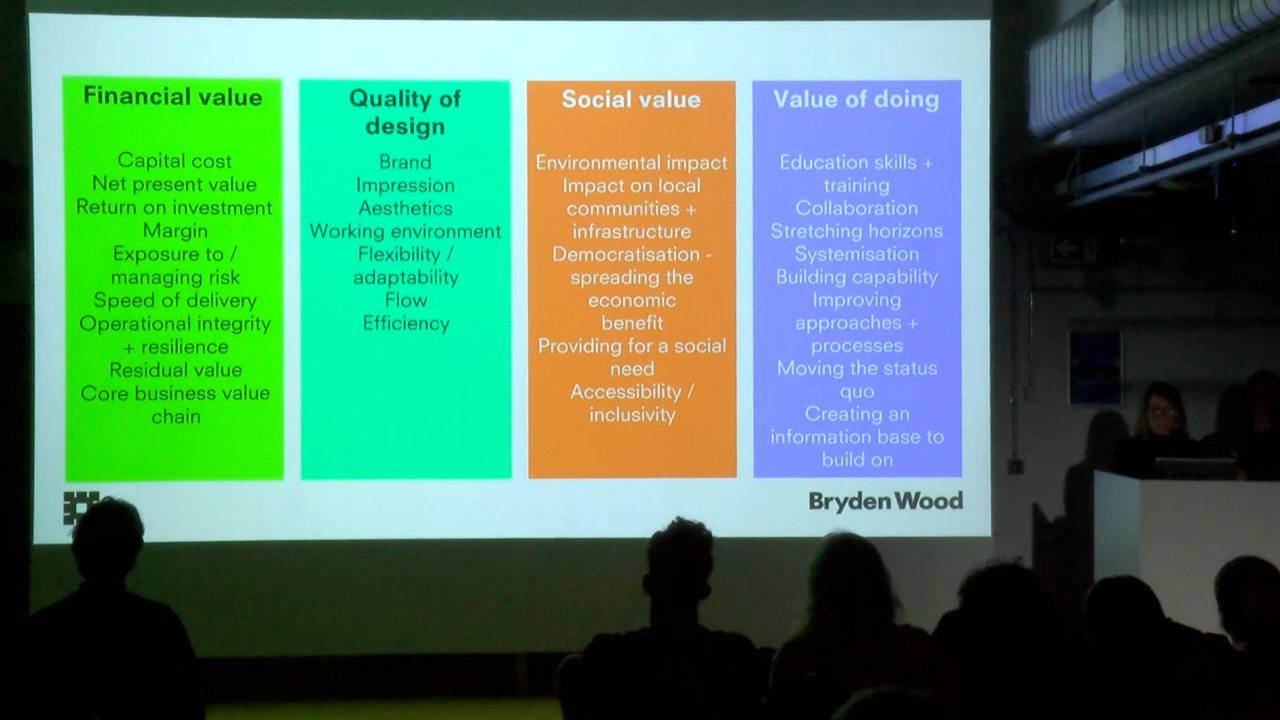 Financial value
Capital cost
Net present value
Return on investment
Margin
Exposure to /
managing risk
Speed of delivery
Operational integrity
+ resilience
Residual value
Core business value
chain
Quality of
design
Brand
Impression
Aesthetics
Working environment
Flexibility /
adaptability
Flow
Efficiency
Social value
Environmental impact
Impact on local
communities +
infrastructure
Democratisation -
spreading the
economic
benefit
Providing for a social
need
Accessibility /
inclusivity
Value of doing
Education skills +
training
Collaboration
Stretching horizons
Systemisation
Building capability
Improving
approaches +
processes
Moving the status
quo
Creating an
information base to
build on
Bryden Wood